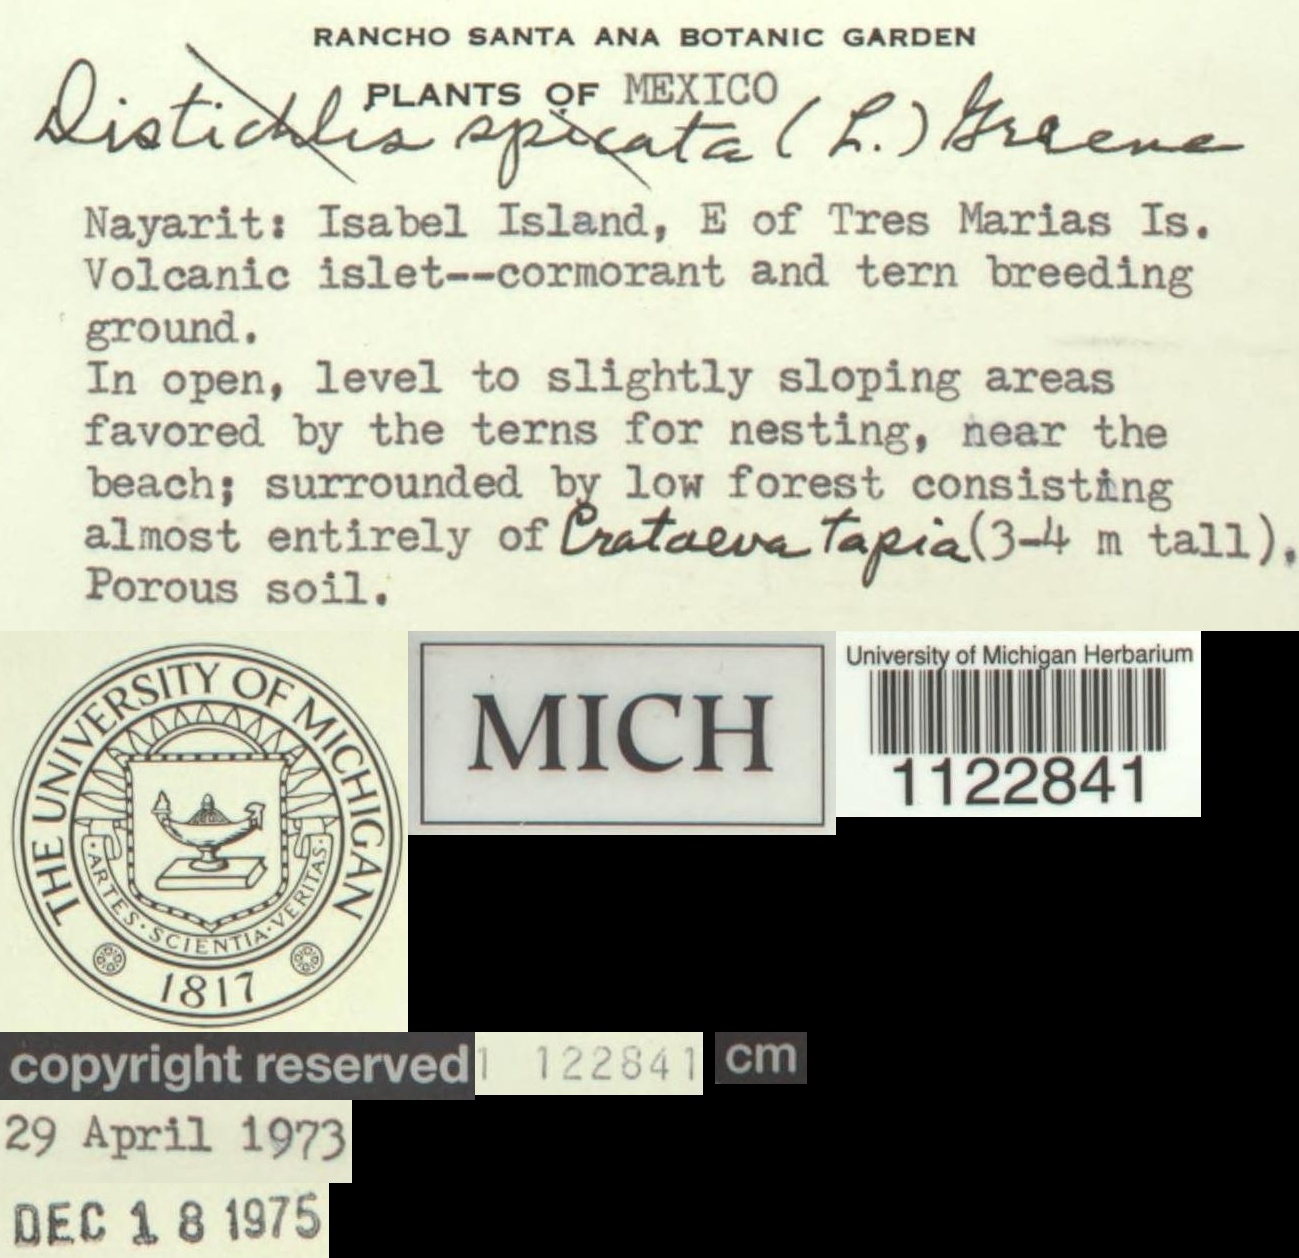 RANCHO SANTA ANA BOTANIC GARDEN
PLANTS OF MEXICO
Distichlis spicata (L.) Greene
Nayarit: Isabel Island, E of Tres Marias Is.
Volcanic islet--cormorant and tern breeding
ground.
In open, level to slightly sloping areas
favored by the terns for nesting, near the
beach; surrounded by low forest consisting
almost entirely of Crataeva tapia (3-4 m tall).
Porous soil.
THE UNIVERSITY OF MICHIGAN
ARTES · SCIENTIA · VERITAS
1817
MICH
University of Michigan Herbarium
1122841
copyright reserved
1 122841
cm
29 April 1973
DEC 18 1975